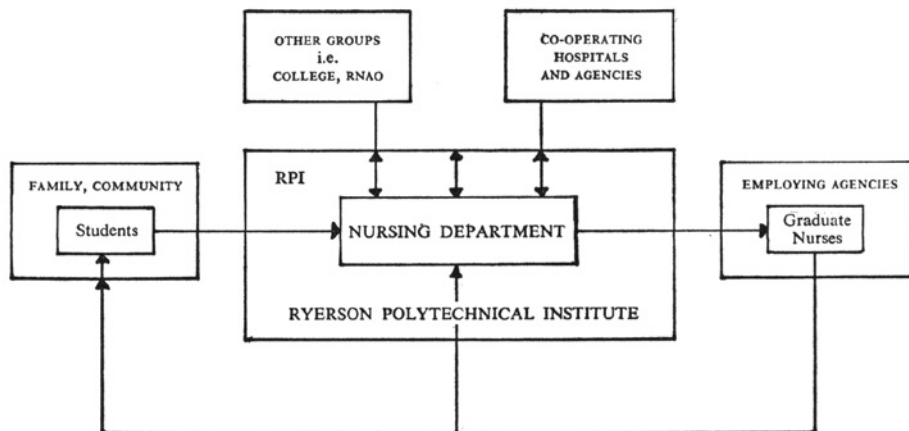 OTHER GROUPS
i.e.
COLLEGE, RNAO
CO-OPERATING
HOSPITALS
AND AGENCIES
FAMILY, COMMUNITY
Students
RPI
NURSING DEPARTMENT
RYERSON POLYTECHNICAL INSTITUTE
EMPLOYING AGENCIES
Graduate
Nurses